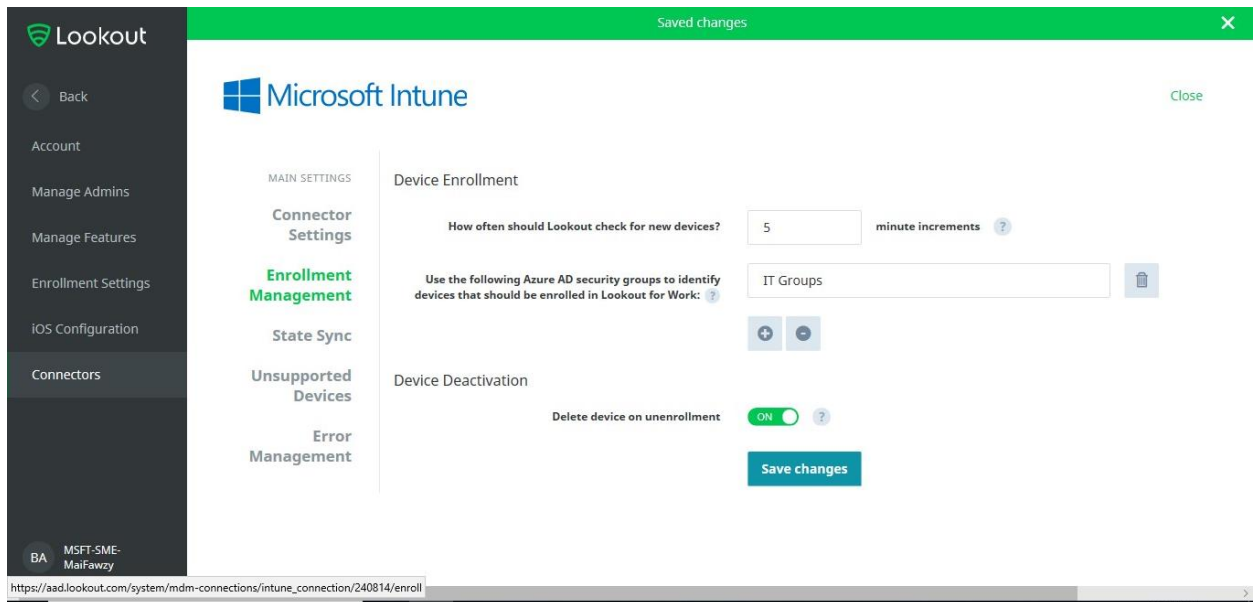 Saved changes
Lookout
Back
Account
Manage Admins
Manage Features
Enrollment Settings
iOS Configuration
Connectors
BA
MSFT-SME-
MaiFawzy
https://aad.lookout.com/system/mdm-connections/intune_connection/240814/enroll
Microsoft Intune
Close
MAIN SETTINGS
Connector
Settings
Enrollment
Management
State Sync
Unsupported
Devices
Error
Management
Device Enrollment
How often should Lookout check for new devices?
5
minute increments
?
Use the following Azure AD security groups to identify
devices that should be enrolled in Lookout for Work: ?
IT Groups
Device Deactivation
Delete device on unenrollment
ON
?
Save changes